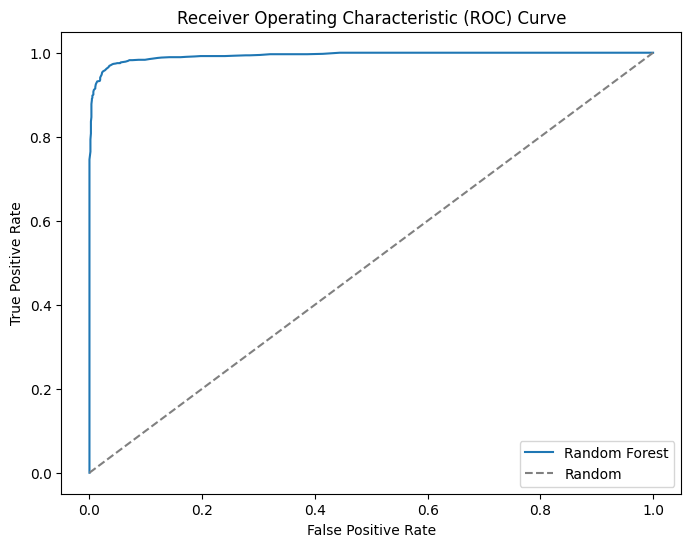 Receiver Operating Characteristic (ROC) Curve
1.0
0.8
0.6
0.4
0.2
0.0
True Positive Rate
Random Forest
Random
0.0 0.2 0.4 0.6 0.8 1.0
False Positive Rate